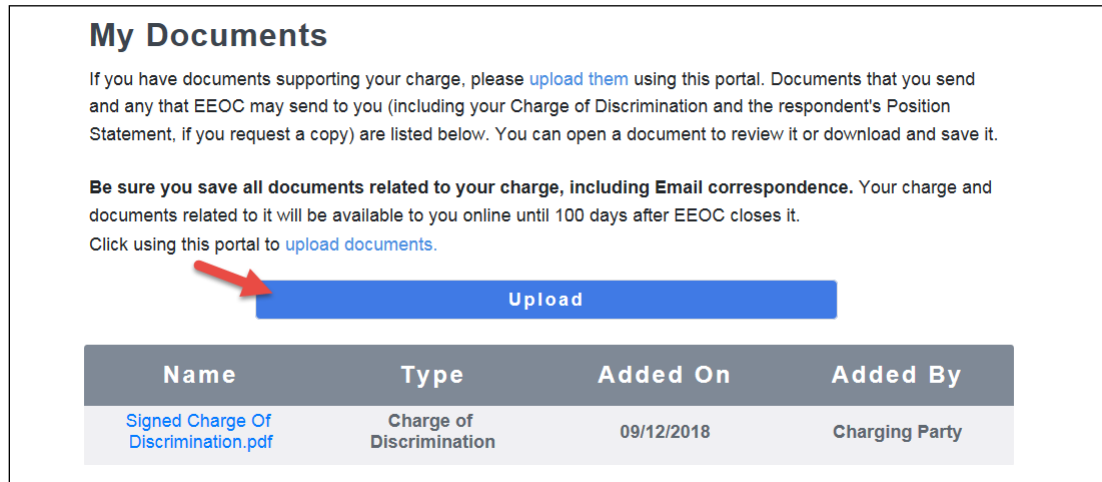 My Documents
If you have documents supporting your charge, please upload them using this portal. Documents that you send
and any that EEOC may send to you (including your Charge of Discrimination and the respondent's Position
Statement, if you request a copy) are listed below. You can open a document to review it or download and save it.
Be sure you save all documents related to your charge, including Email correspondence. Your charge and
documents related to it will be available to you online until 100 days after EEOC closes it.
Click using this portal to upload documents.
Upload
Name Type Added On Added By
Signed Charge Of Charge of
Discrimination.pdf Discrimination 09/12/2018 Charging Party